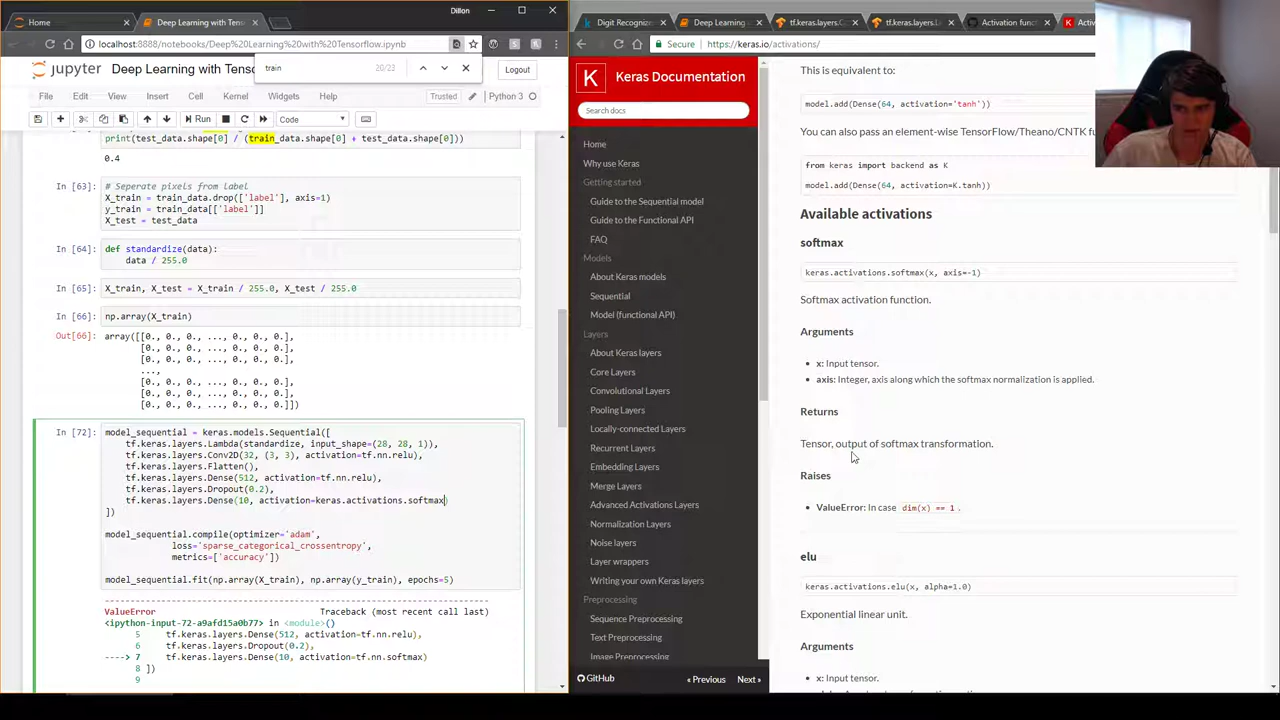 Home
Deep Learning with Tens
Dillon
localhost:8888/notebooks/Deep%20Learning%20with%20Tensorflow.ipynb
train
20/23
jupyter
Deep Learning with Tens
Logout
File Edit View Insert Cell Kernel Widgets Help
Trusted
Python 3
Run
Code
print(test_data.shape[0] / (train_data.shape[0] + test_data.shape[0]))
0.4
In [63]:
# Seperate pixels from label
X_train = train_data.drop(['label'], axis=1)
y_train = train_data[['label']]
X_test = test_data
In [64]:
def standardize(data):
data / 255.0
In [65]:
X_train, X_test = X_train / 255.0, X_test / 255.0
In [66]:
np.array(X_train)
Out[66]:
array([[0., 0., 0., ..., 0., 0., 0.],
[0., 0., 0., ..., 0., 0., 0.],
[0., 0., 0., ..., 0., 0., 0.],
...,
[0., 0., 0., ..., 0., 0., 0.],
[0., 0., 0., ..., 0., 0., 0.],
[0., 0., 0., ..., 0., 0., 0.]])
In [72]:
model_sequential = keras.models.Sequential([
tf.keras.layers.Lambda(standardize, input_shape=(28, 28, 1)),
tf.keras.layers.Conv2D(32, (3, 3), activation=tf.nn.relu),
tf.keras.layers.Flatten(),
tf.keras.layers.Dense(512, activation=tf.nn.relu),
tf.keras.layers.Dropout(0.2),
tf.keras.layers.Dense(10, activation=keras.activations.softmax)
])
model_sequential.compile(optimizer='adam',
loss='sparse_categorical_crossentropy',
metrics=['accuracy'])
model_sequential.fit(np.array(X_train), np.array(y_train), epochs=5)
ValueError Traceback (most recent call last)
<ipython-input-72-a9afd15a0b77> in <module>()
5 tf.keras.layers.Dense(512, activation=tf.nn.relu),
6 tf.keras.layers.Dropout(0.2),
----> 7 tf.keras.layers.Dense(10, activation=tf.nn.softmax)
8 ])
9
Digit Recogniz
Deep Learning
tf.keras.layers.C
tf.keras.layers.L
Activation func
Activ
Secure
https://keras.io/activations/
K
Keras Documentation
Search docs
Home
Why use Keras
Getting started
Guide to the Sequential model
Guide to the Functional API
FAQ
Models
About Keras models
Sequential
Model (functional API)
Layers
About Keras layers
Core Layers
Convolutional Layers
Pooling Layers
Locally-connected Layers
Recurrent Layers
Embedding Layers
Merge Layers
Advanced Activations Layers
Normalization Layers
Noise layers
Layer wrappers
Writing your own Keras layers
Preprocessing
Sequence Preprocessing
Text Preprocessing
Image Preprocessing
GitHub
« Previous
Next »
This is equivalent to:
model.add(Dense(64, activation='tanh'))
You can also pass an element-wise TensorFlow/Theano/CNTK fu
from keras import backend as K
model.add(Dense(64, activation=K.tanh))
Available activations
softmax
keras.activations.softmax(x, axis=-1)
Softmax activation function.
Arguments
• x: Input tensor.
• axis: Integer, axis along which the softmax normalization is applied.
Returns
Tensor, output of softmax transformation.
Raises
• ValueError: In case dim(x) == 1 .
elu
keras.activations.elu(x, alpha=1.0)
Exponential linear unit.
Arguments
• x: Input tensor.